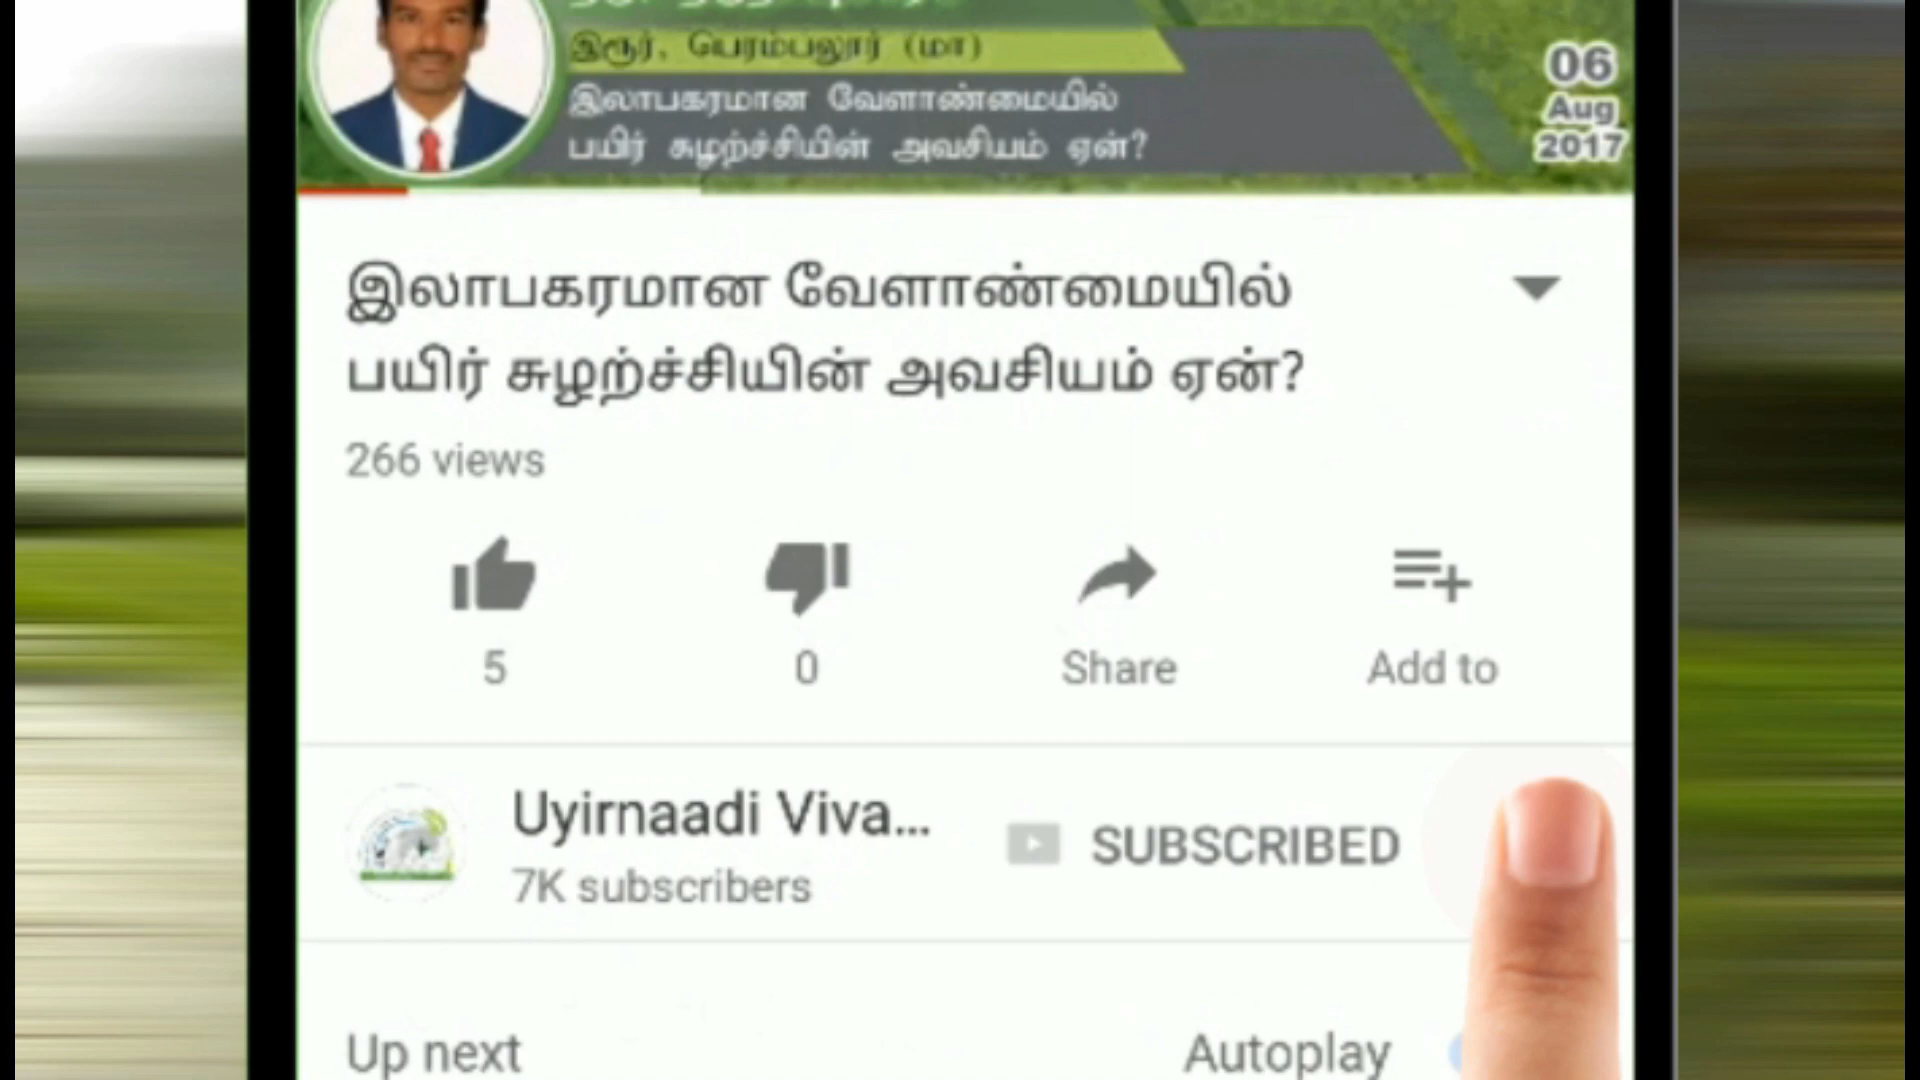 இரூர், பெரம்பலூர் (மா)
இலாபகரமான வேளாண்மையில்
பயிர் சுழற்ச்சியின் அவசியம் ஏன்?
06
Aug
2017
இலாபகரமான வேளாண்மையில்
பயிர் சுழற்ச்சியின் அவசியம் ஏன்?
266 views
5 0 Share Add to
Uyirnaadi Viva... SUBSCRIBED
7K subscribers
Up next Autoplay